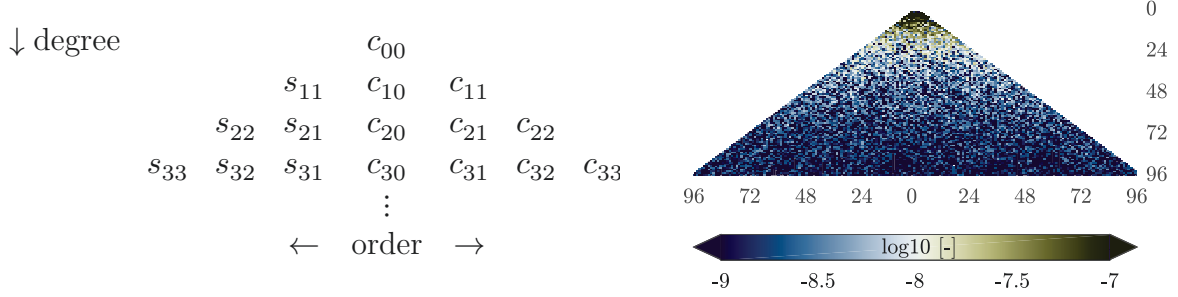 ↓ degree
c₀₀
s₁₁ c₁₀ c₁₁
s₂₂ s₂₁ c₂₀ c₂₁ c₂₂
s₃₃ s₃₂ s₃₁ c₃₀ c₃₁ c₃₂ c₃₃
⋮
← order →
0
24
48
72
96
96 72 48 24 0 24 48 72 96
log10 [-]
-9 -8.5 -8 -7.5 -7